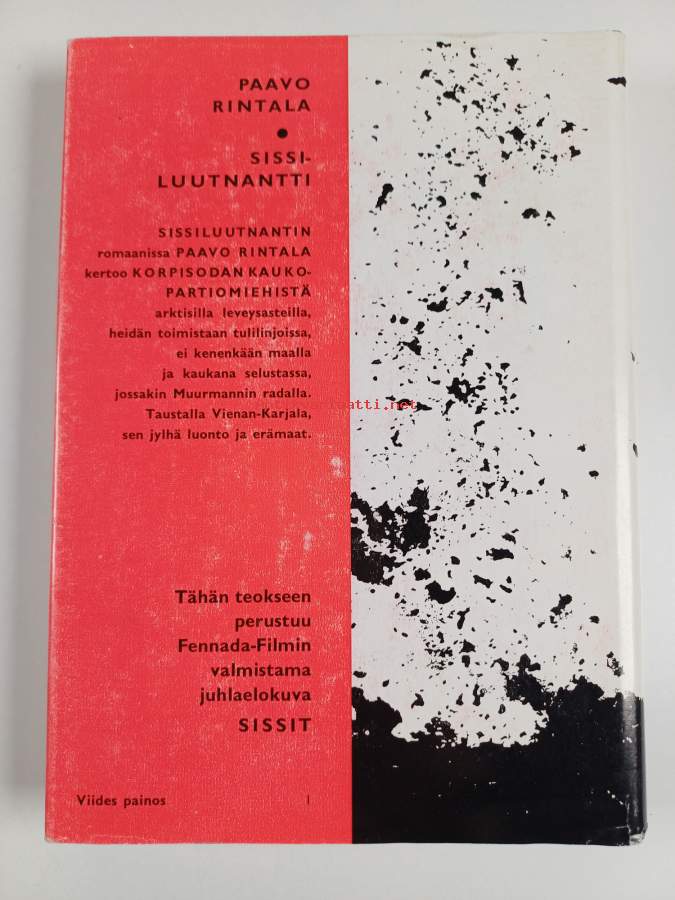 PAAVO
RINTALA
●
SISSI-
LUUTNANTTI
SISSILUUTNANTIN
romaanissa PAAVO RINTALA
kertoo KORPISODAN KAUKO-
PARTIOMIEHISTÄ
arktisilla leveysasteilla,
heidän toimistaan tulilinjoissa,
ei kenenkään maalla
ja kaukana selustassa,
jossakin Muurmannin radalla.
Taustalla Vienan-Karjala,
sen jylhä luonto ja erämaat.
Tähän teokseen
perustuu
Fennada-Filmin
valmistama
juhlaelokuva
SISSIT
Viides painos 1